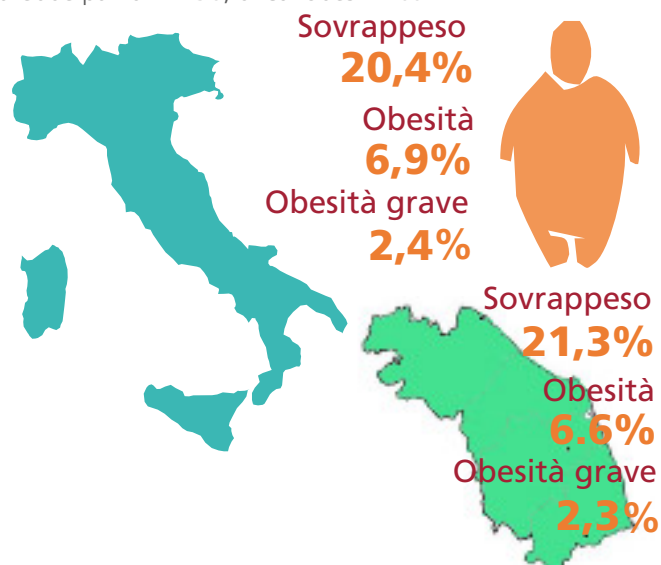 Sovrappeso
20,4%
Obesità
6,9%
Obesità grave
2,4%
Sovrappeso
21,3%
Obesità
6.6%
Obesità grave
2,3%